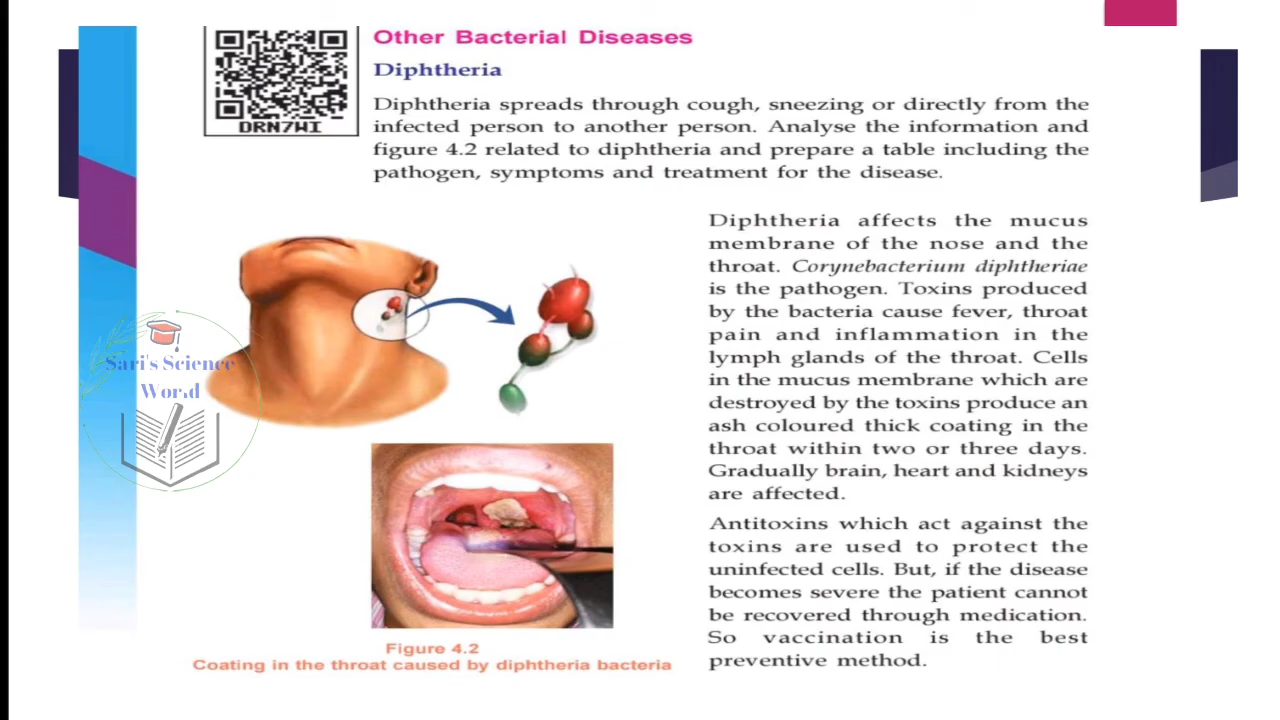 Other Bacterial Diseases
Diphtheria
Diphtheria spreads through cough, sneezing or directly from the
infected person to another person. Analyse the information and
figure 4.2 related to diphtheria and prepare a table including the
pathogen, symptoms and treatment for the disease.
DRN7WI
Diphtheria affects the mucus
membrane of the nose and the
throat. Corynebacterium diphtheriae
is the pathogen. Toxins produced
by the bacteria cause fever, throat
pain and inflammation in the
lymph glands of the throat. Cells
in the mucus membrane which are
destroyed by the toxins produce an
ash coloured thick coating in the
throat within two or three days.
Gradually brain, heart and kidneys
are affected.
Antitoxins which act against the
toxins are used to protect the
uninfected cells. But, if the disease
becomes severe the patient cannot
be recovered through medication.
So vaccination is the best
preventive method.
Sari's Science
World
Figure 4.2
Coating in the throat caused by diphtheria bacteria